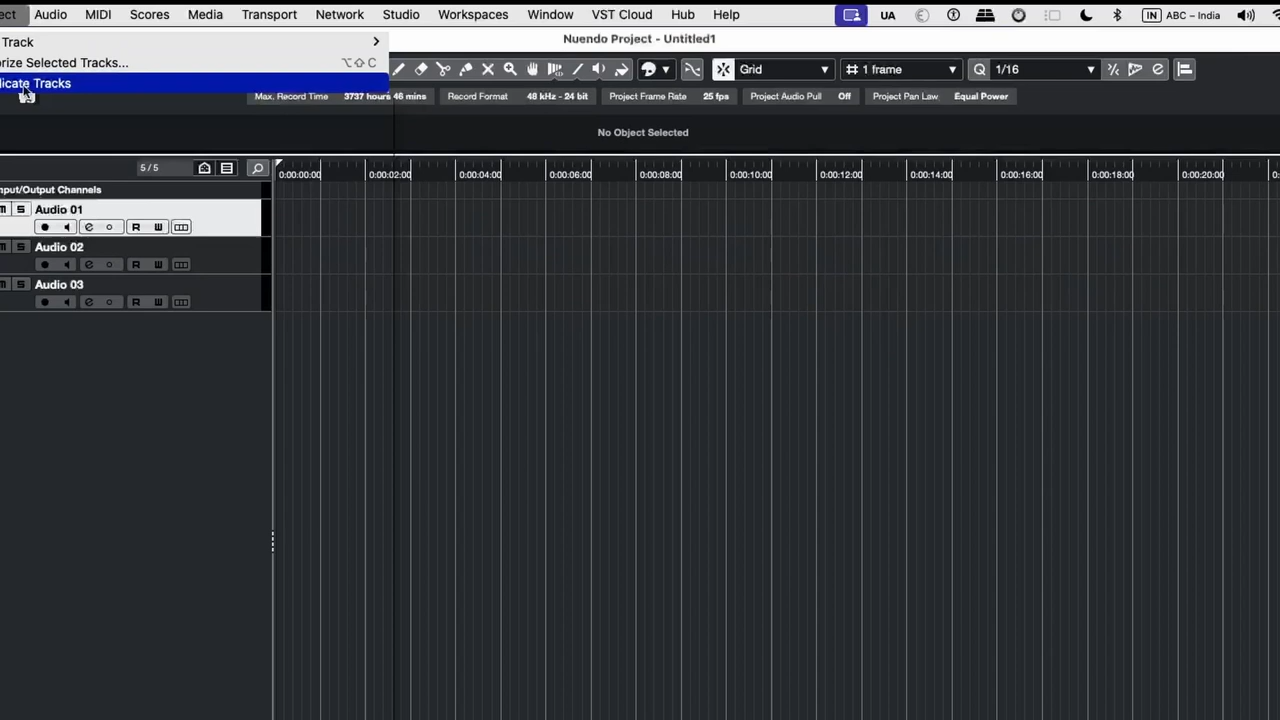 ect Audio MIDI Scores Media Transport Network Studio Workspaces Window VST Cloud Hub Help UA IN ABC – India
Track
Nuendo Project - Untitled1
orize Selected Tracks... ⌥⇧C
Grid 1 frame Q 1/16
licate Tracks
Max. Record Time 3737 hours 46 mins Record Format 48 kHz - 24 bit Project Frame Rate 25 fps Project Audio Pull Off Project Pan Law Equal Power
No Object Selected
5/5
0:00:00:00 0:00:02:00 0:00:04:00 0:00:06:00 0:00:08:00 0:00:10:00 0:00:12:00 0:00:14:00 0:00:16:00 0:00:18:00 0:00:20:00 0:
nput/Output Channels
m S Audio 01
e R W
m S Audio 02
e R W
m S Audio 03
e R W